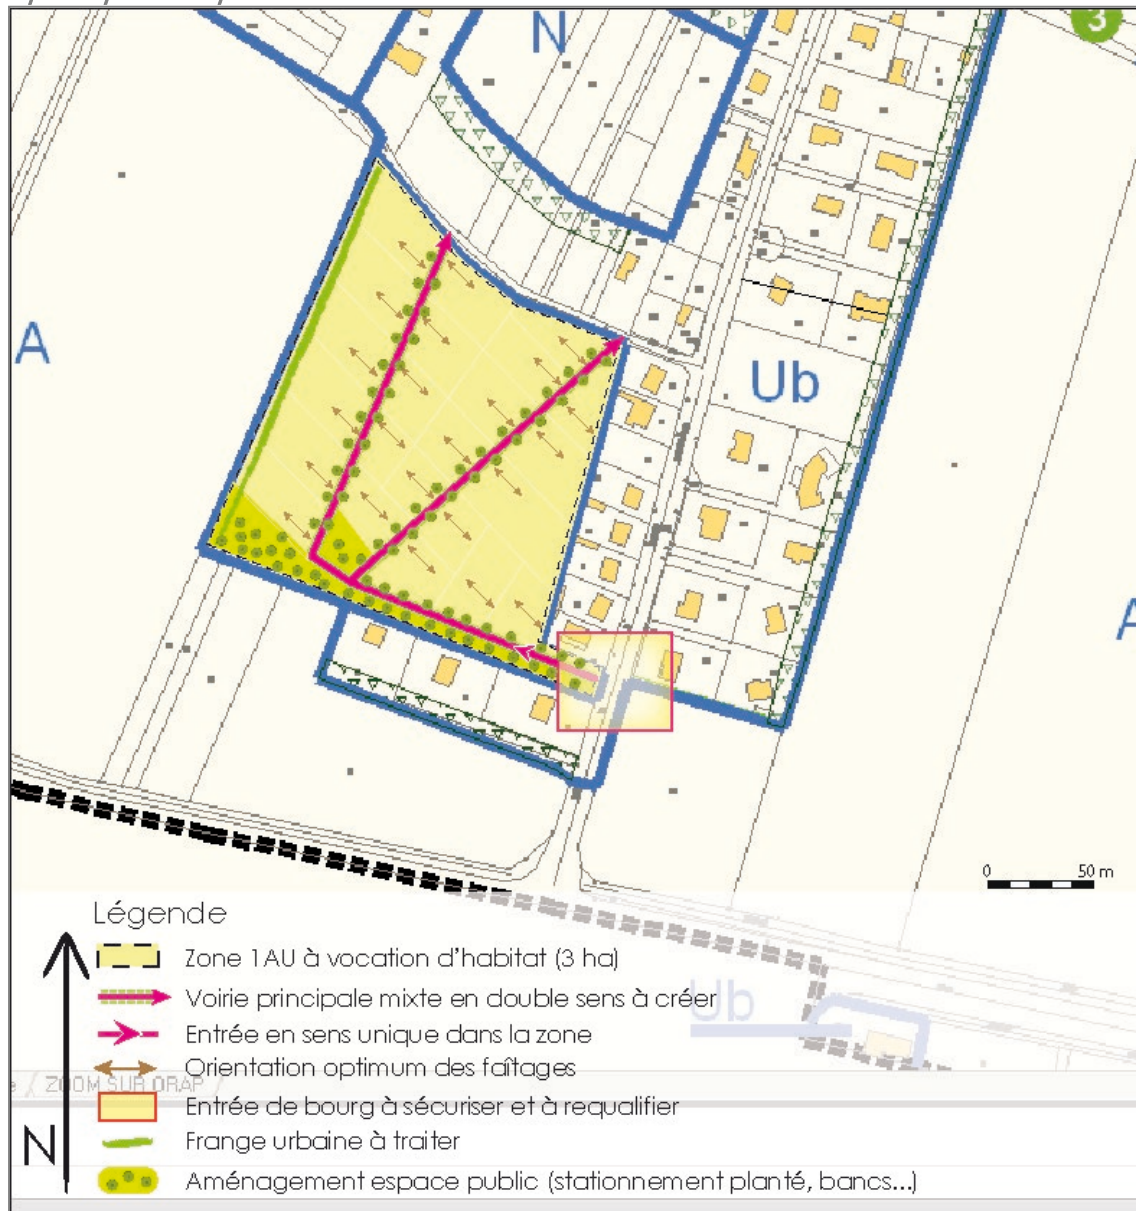 N
3
A
Ub
A
0 50 m
Légende
Zone 1AU à vocation d'habitat (3 ha)
Voirie principale mixte en double sens à créer
Ub
Entrée en sens unique dans la zone
Orientation optimum des faîtages
e / ZOOM SUR ORAP /
Entrée de bourg à sécuriser et à requalifier
N
Frange urbaine à traiter
Aménagement espace public (stationnement planté, bancs...)